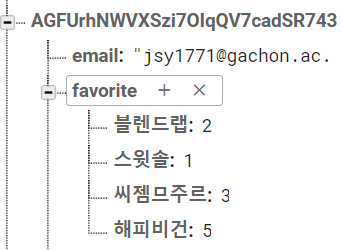 AGFUrhNWVXSzi7OIqQV7cadSR743
email: "jsy1771@gachon.ac.
favorite + ×
블렌드랩: 2
스윗솔: 1
씨젬므주르: 3
해피비건: 5